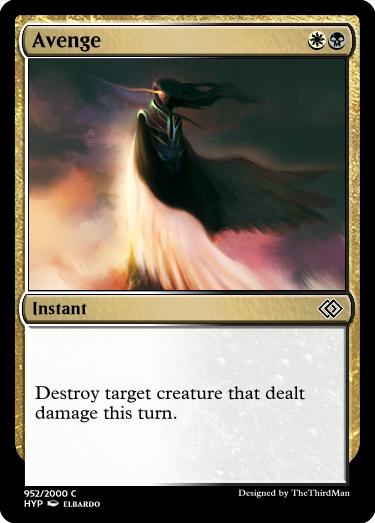 Avenge
Instant
Destroy target creature that dealt
damage this turn.
952/2000 C
HYP ELBARDO
Designed by TheThirdMan